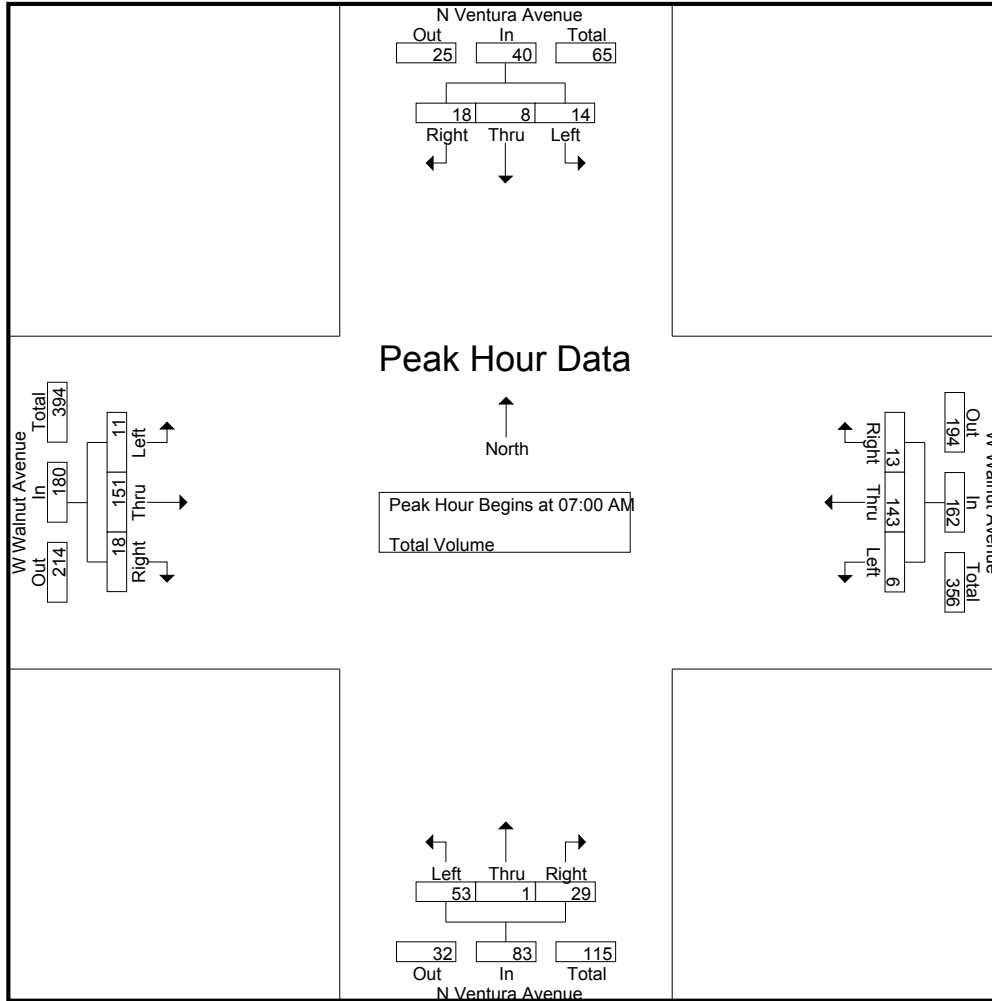 N Ventura Avenue
Out In Total
25 40 65
18 8 14
Right Thru Left
Peak Hour Data
North
Peak Hour Begins at 07:00 AM
Total Volume
W Walnut Avenue
Out In Total
214 180 394
18 151 11
Right Thru Left
W Walnut Avenue
Out In Total
194 162 356
13 143 6
Right Thru Left
Left Thru Right
53 1 29
32 83 115
Out In Total
N Ventura Avenue